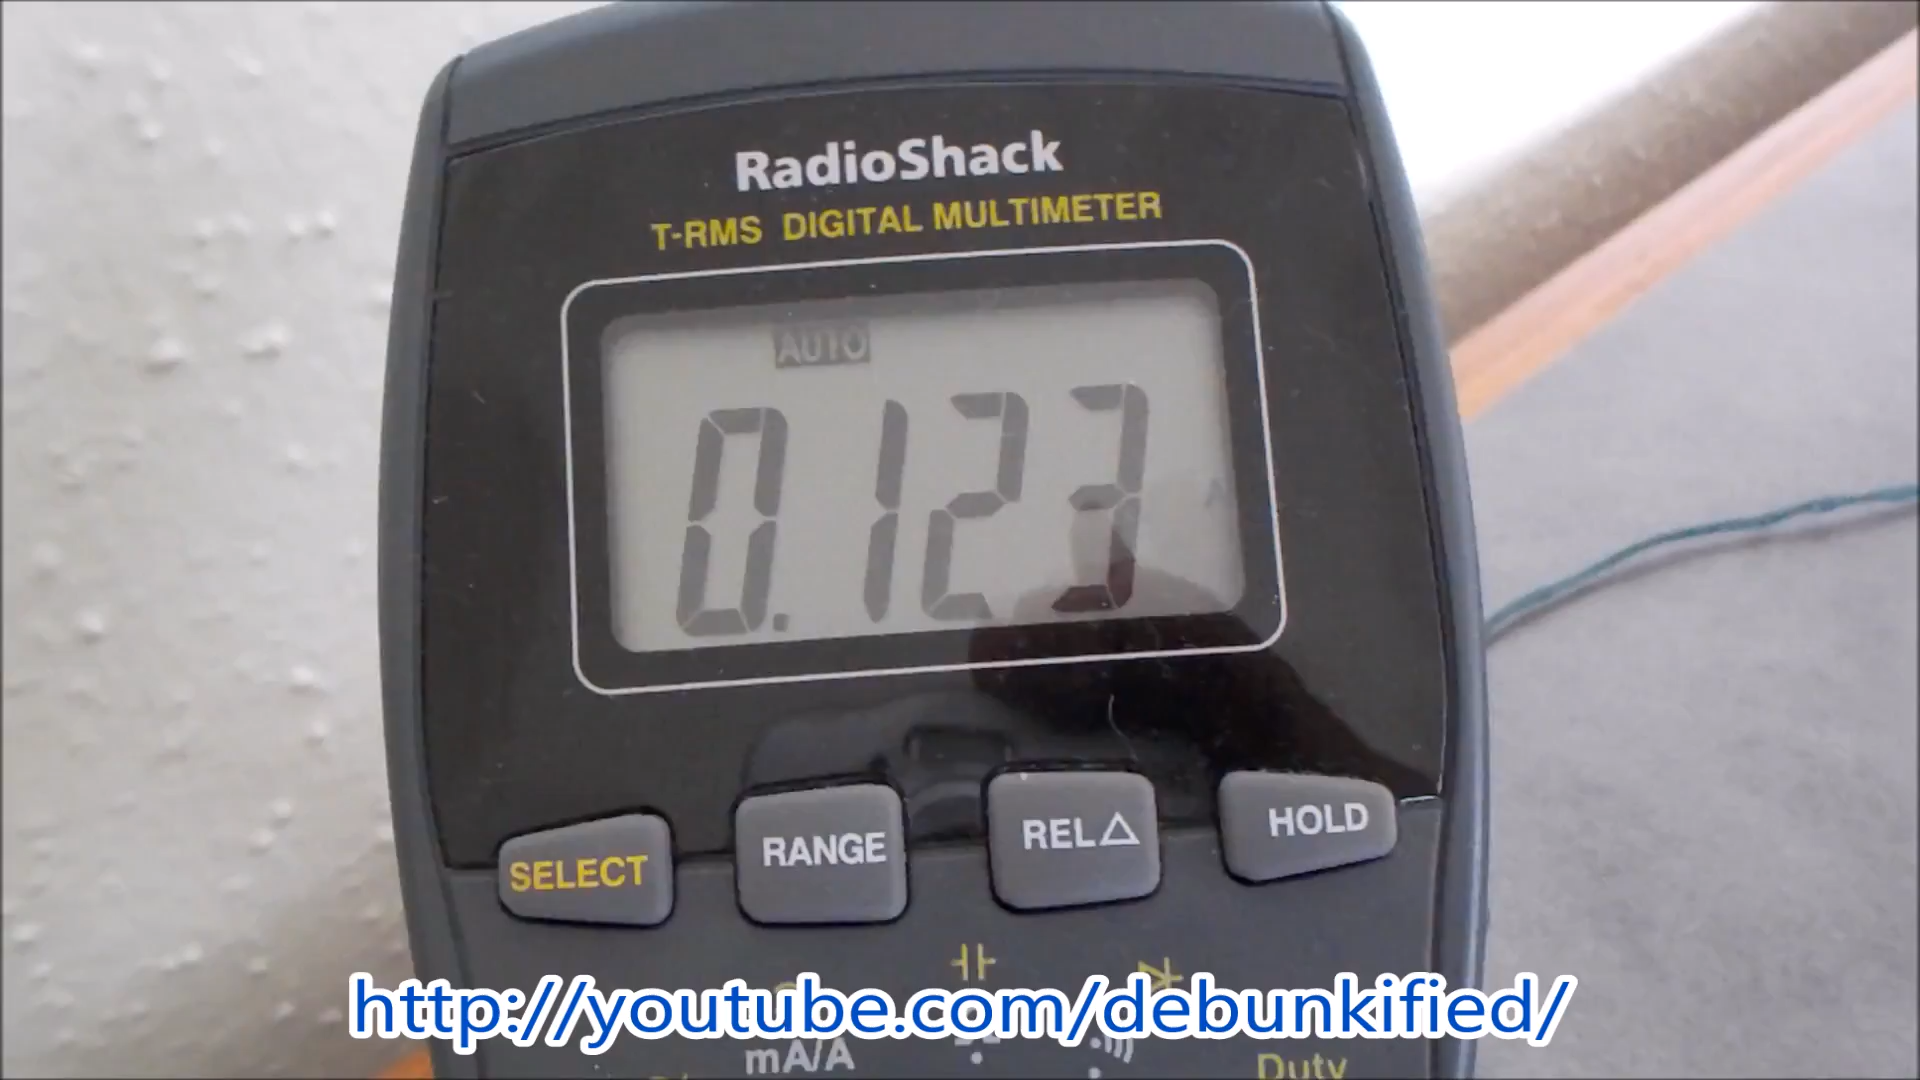 RadioShack
T-RMS DIGITAL MULTIMETER
AUTO
0.123
A
SELECT
RANGE
REL△
HOLD
http://youtube.com/debunkified/
mA/A
Duty